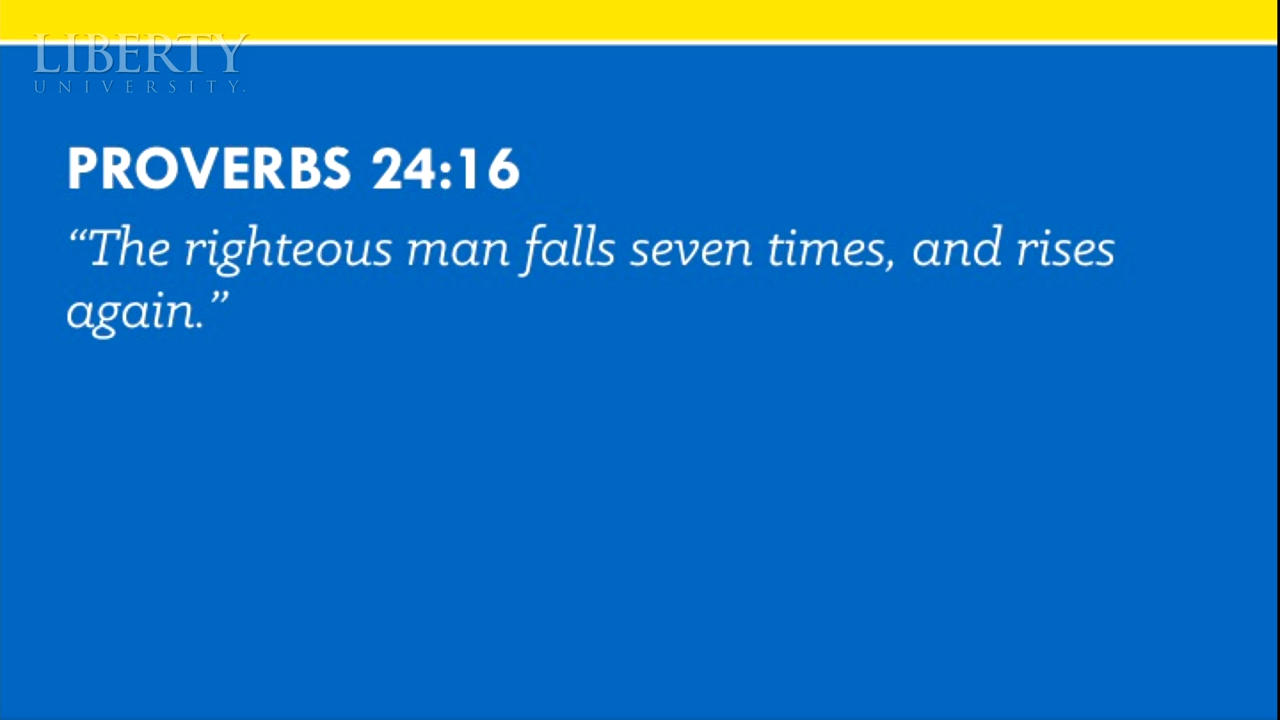 LIBERTY
UNIVERSITY.
PROVERBS 24:16
“The righteous man falls seven times, and rises
again.”